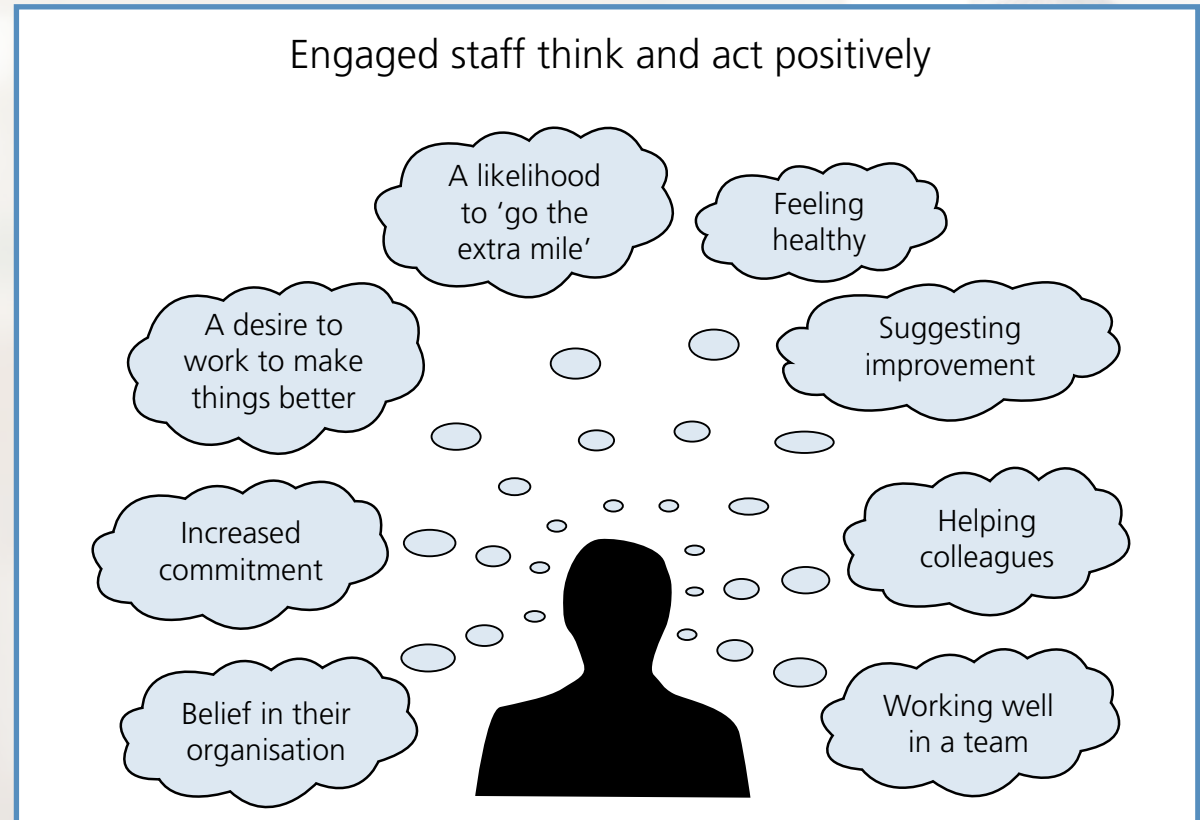 Engaged staff think and act positively
A likelihood
to ‘go the
extra mile’
Feeling
healthy
A desire to
work to make
things better
Suggesting
improvement
Increased
commitment
Helping
colleagues
Belief in their
organisation
Working well
in a team